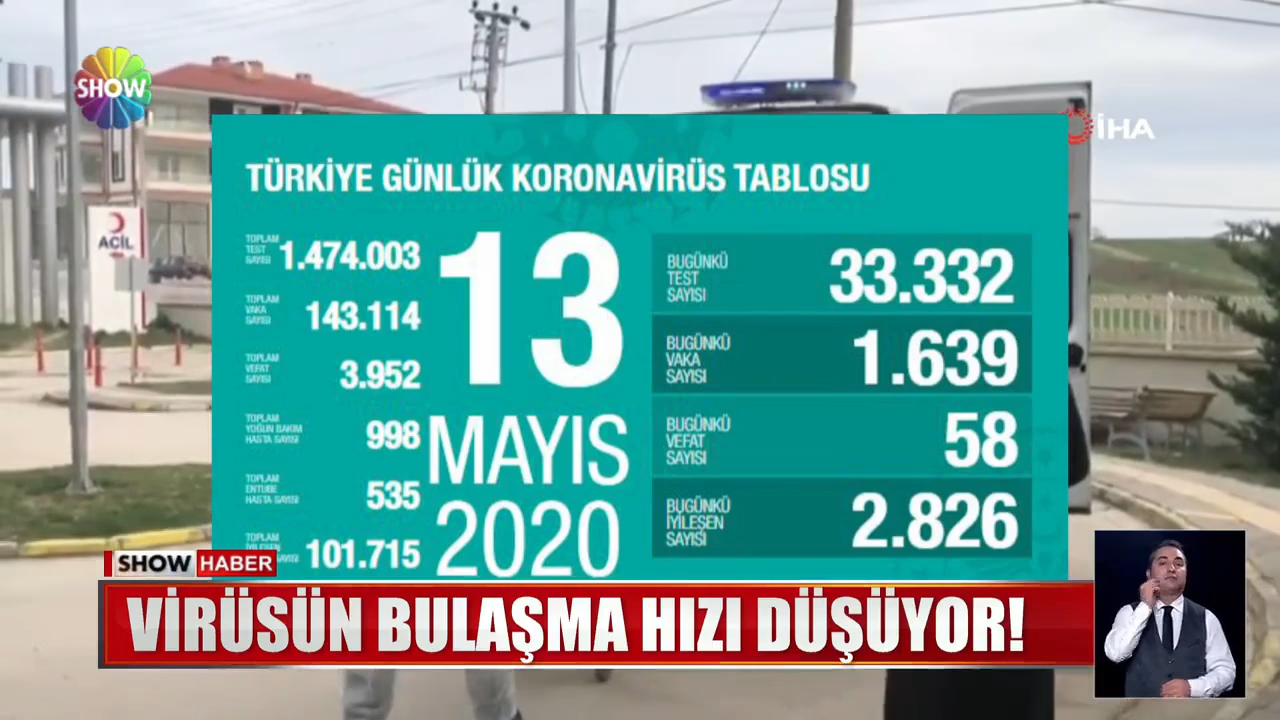 SHOW
İHA
ACİL
TÜRKİYE GÜNLÜK KORONAVİRÜS TABLOSU
TOPLAM
TEST
SAYISI
1.474.003
TOPLAM
VAKA
SAYISI
143.114
TOPLAM
VEFAT
SAYISI
3.952
TOPLAM
YOĞUN BAKIM
HASTA SAYISI
998
TOPLAM
ENTUBE
HASTA SAYISI
535
TOPLAM
101.715
13
MAYIS
2020
BUGÜNKÜ
TEST
SAYISI
33.332
BUGÜNKÜ
VAKA
SAYISI
1.639
BUGÜNKÜ
VEFAT
SAYISI
58
BUGÜNKÜ
İYİLEŞEN
SAYISI
2.826
SHOW HABER
VİRÜSÜN BULAŞMA HIZI DÜŞÜYOR!